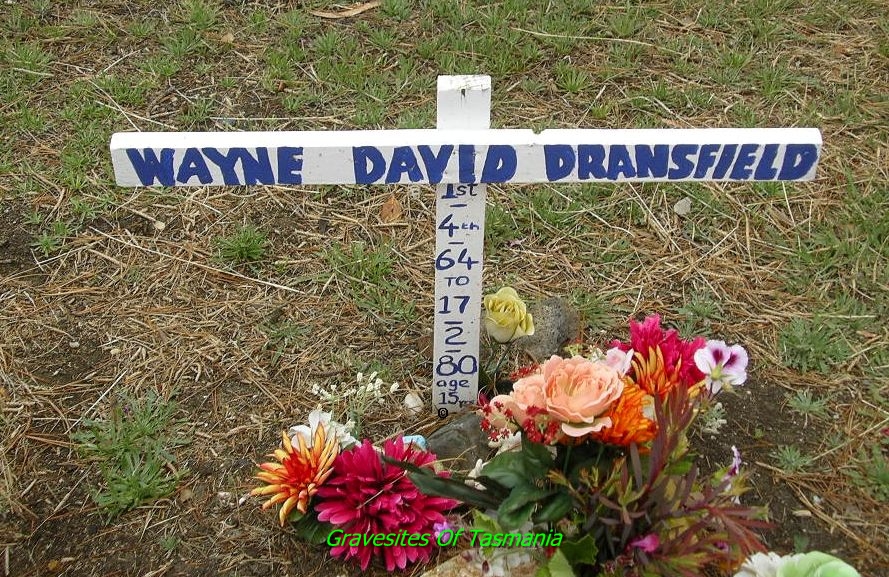 WAYNE DAVID DRANSFIELD
1st
-
4th
-
64
TO
17
-
2
-
80
age
15
Gravesites Of Tasmania